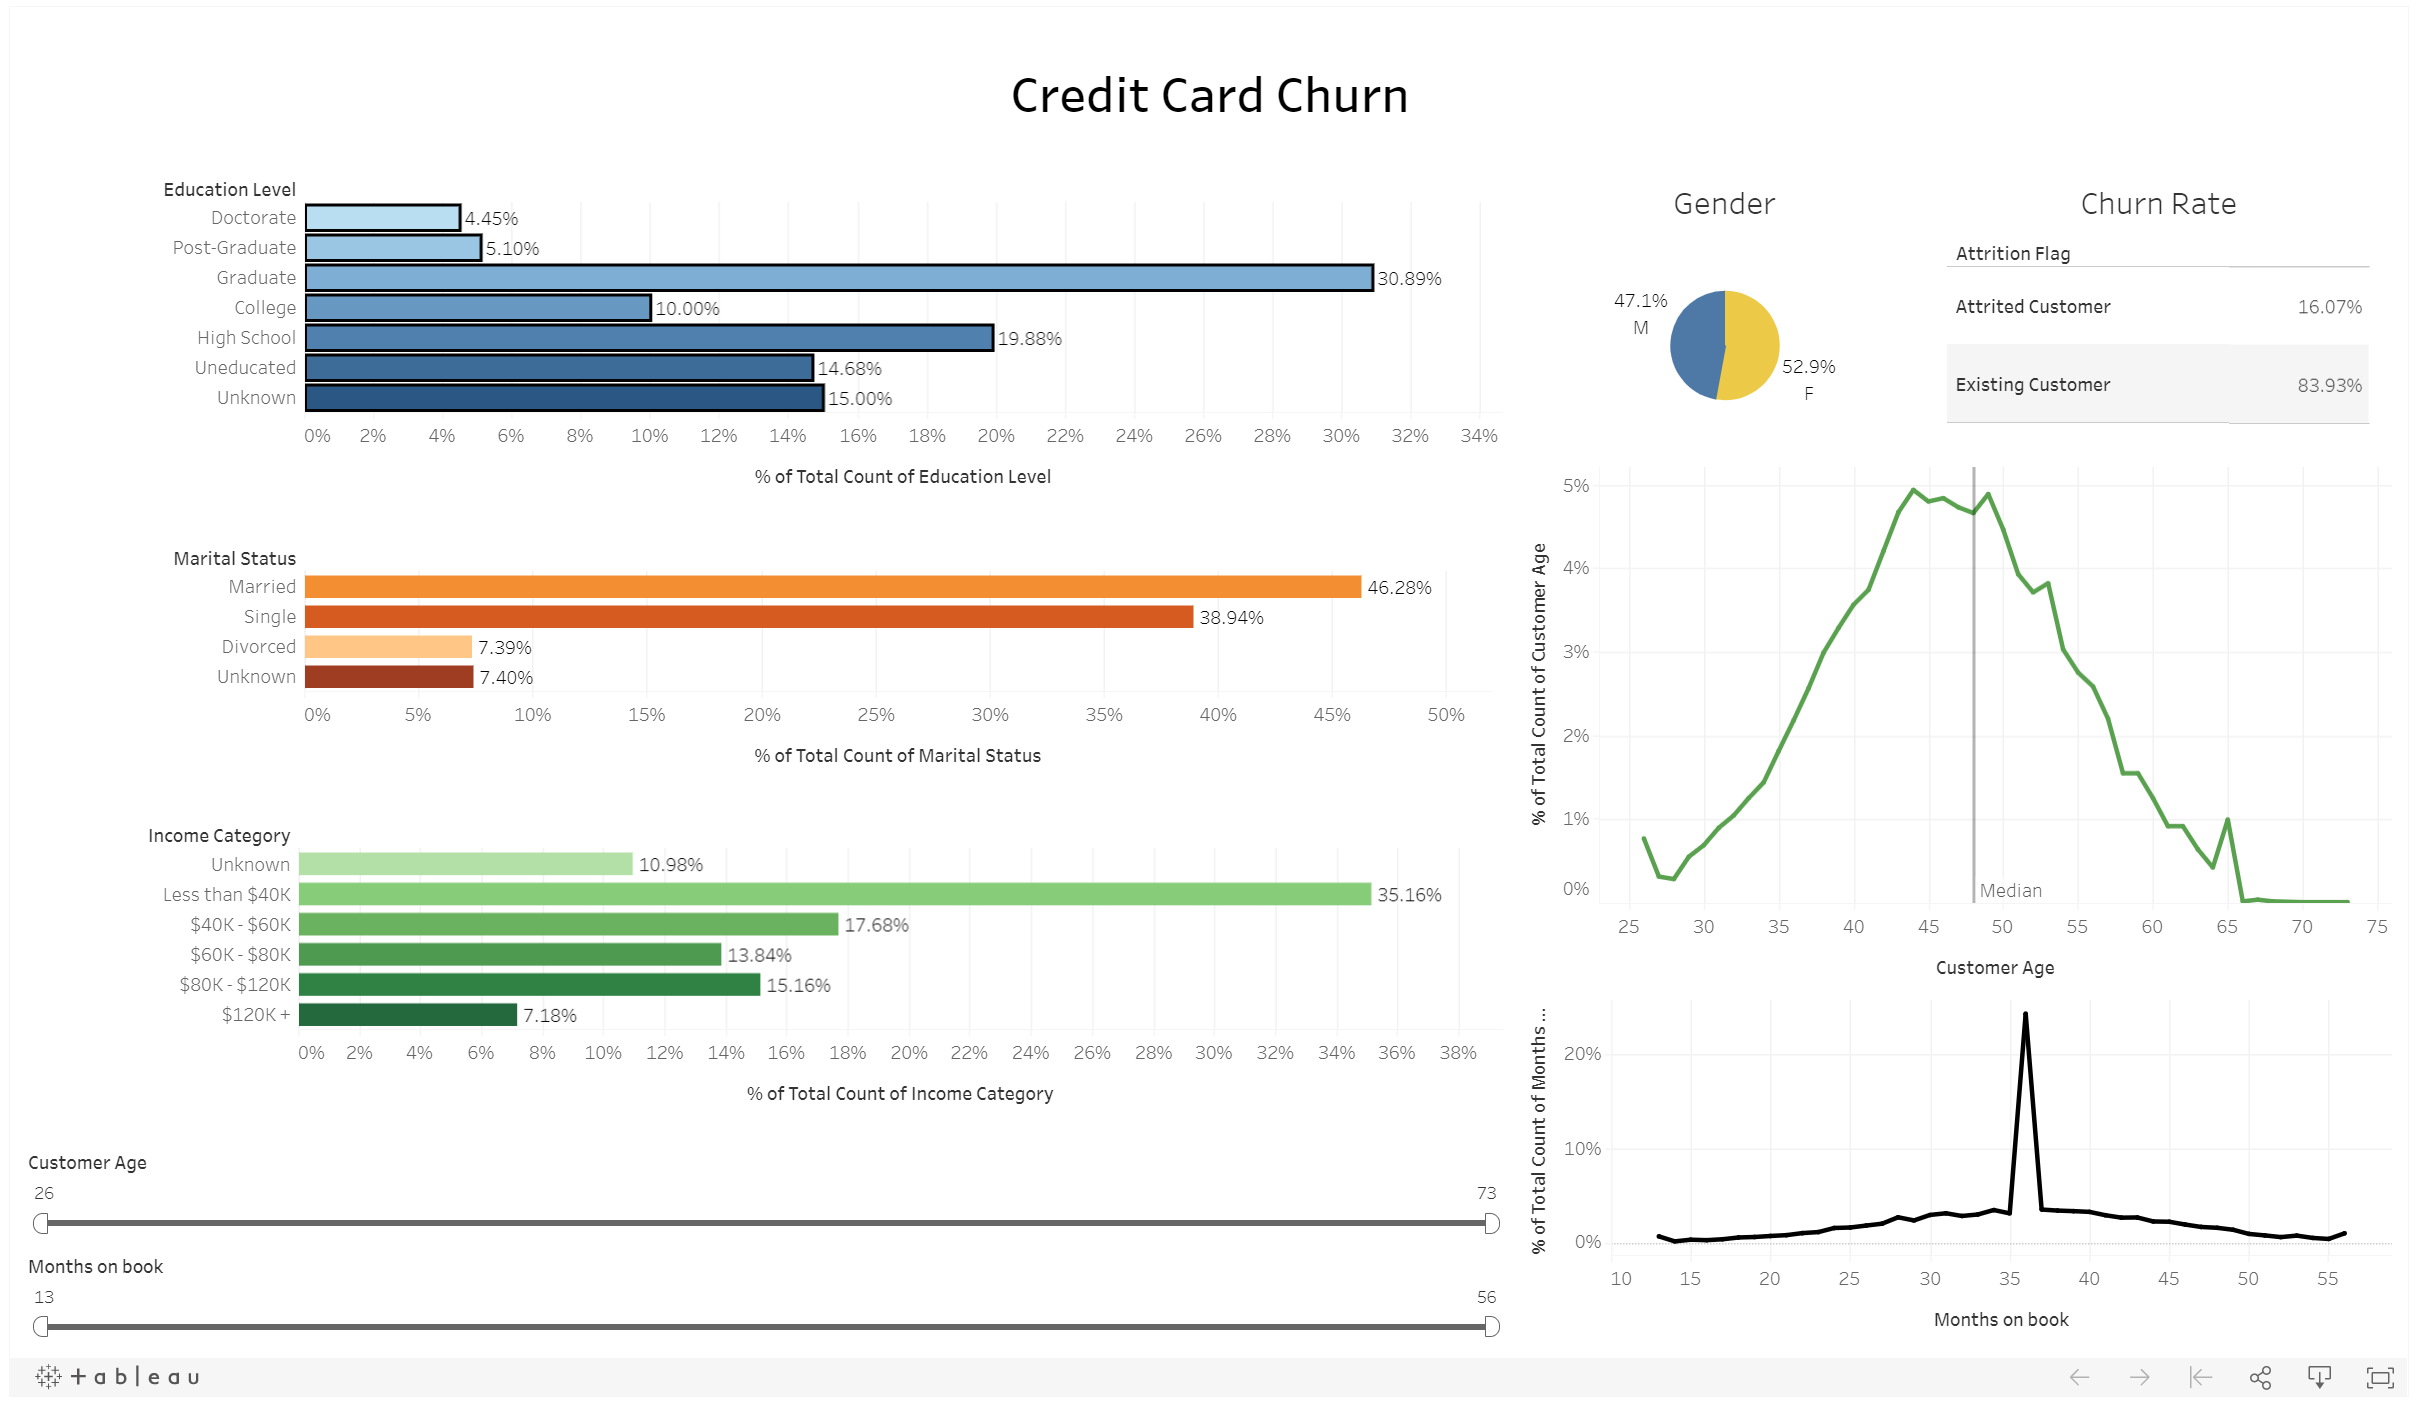 Credit Card Churn
Education Level
Doctorate 4.45%
Post-Graduate 5.10%
Graduate 30.89%
College 10.00%
High School 19.88%
Uneducated 14.68%
Unknown 15.00%
0% 2% 4% 6% 8% 10% 12% 14% 16% 18% 20% 22% 24% 26% 28% 30% 32% 34%
% of Total Count of Education Level
Marital Status
Married 46.28%
Single 38.94%
Divorced 7.39%
Unknown 7.40%
0% 5% 10% 15% 20% 25% 30% 35% 40% 45% 50%
% of Total Count of Marital Status
Income Category
Unknown 10.98%
Less than $40K 35.16%
$40K - $60K 17.68%
$60K - $80K 13.84%
$80K - $120K 15.16%
$120K + 7.18%
0% 2% 4% 6% 8% 10% 12% 14% 16% 18% 20% 22% 24% 26% 28% 30% 32% 34% 36% 38%
% of Total Count of Income Category
Customer Age
26 73
Months on book
13 56
Gender
47.1%
M
52.9%
F
Churn Rate
Attrition Flag
Attrited Customer 16.07%
Existing Customer 83.93%
% of Total Count of Customer Age
5%
4%
3%
2%
1%
0%
Median
25 30 35 40 45 50 55 60 65 70 75
Customer Age
% of Total Count of Months ...
20%
10%
0%
10 15 20 25 30 35 40 45 50 55
Months on book
+ableau